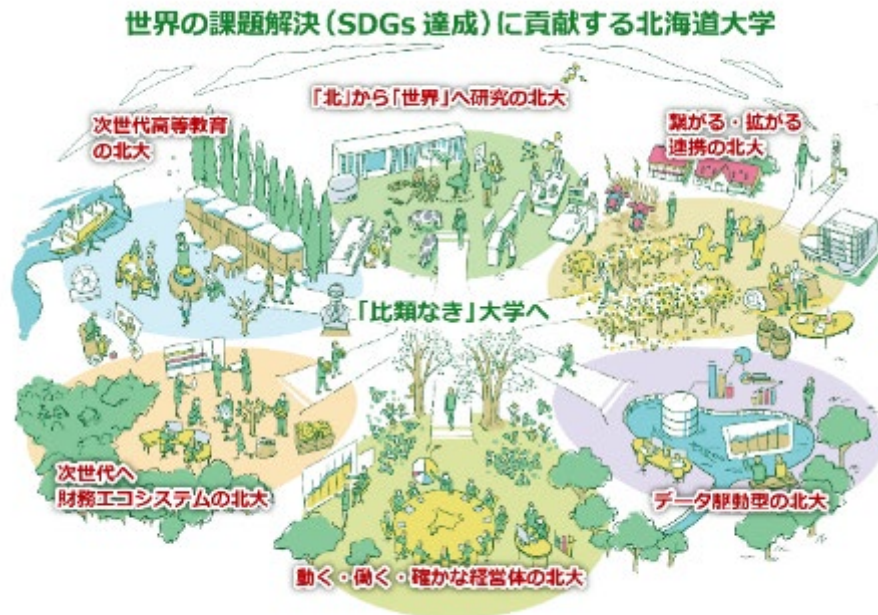 世界の課題解決（SDGs 達成）に貢献する北海道大学
「北」から「世界」へ研究の北大
次世代高等教育
の北大
繋がる・拡がる
連携の北大
「比類なき」大学へ
次世代へ
財務エコシステムの北大
データ駆動型の北大
動く・働く・確かな経営体の北大